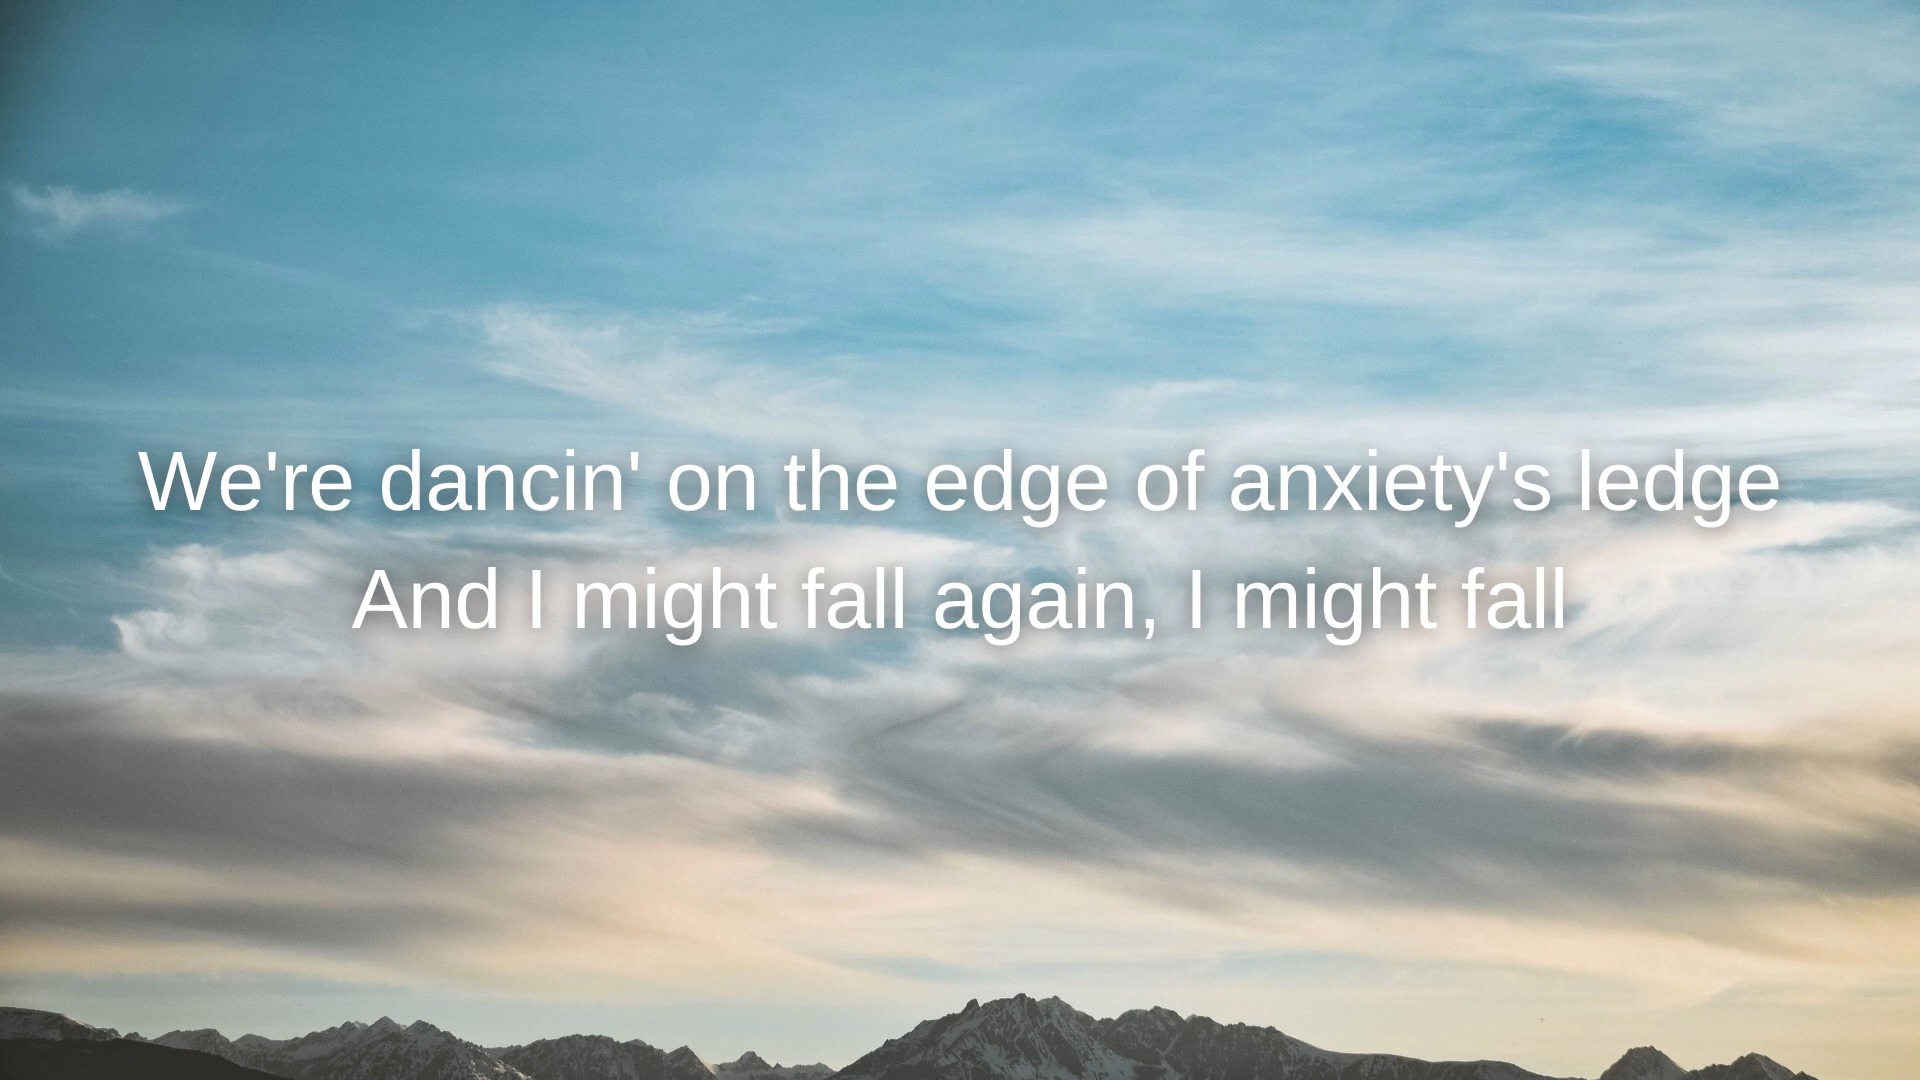 We're dancin' on the edge of anxiety's ledge
And I might fall again, I might fall